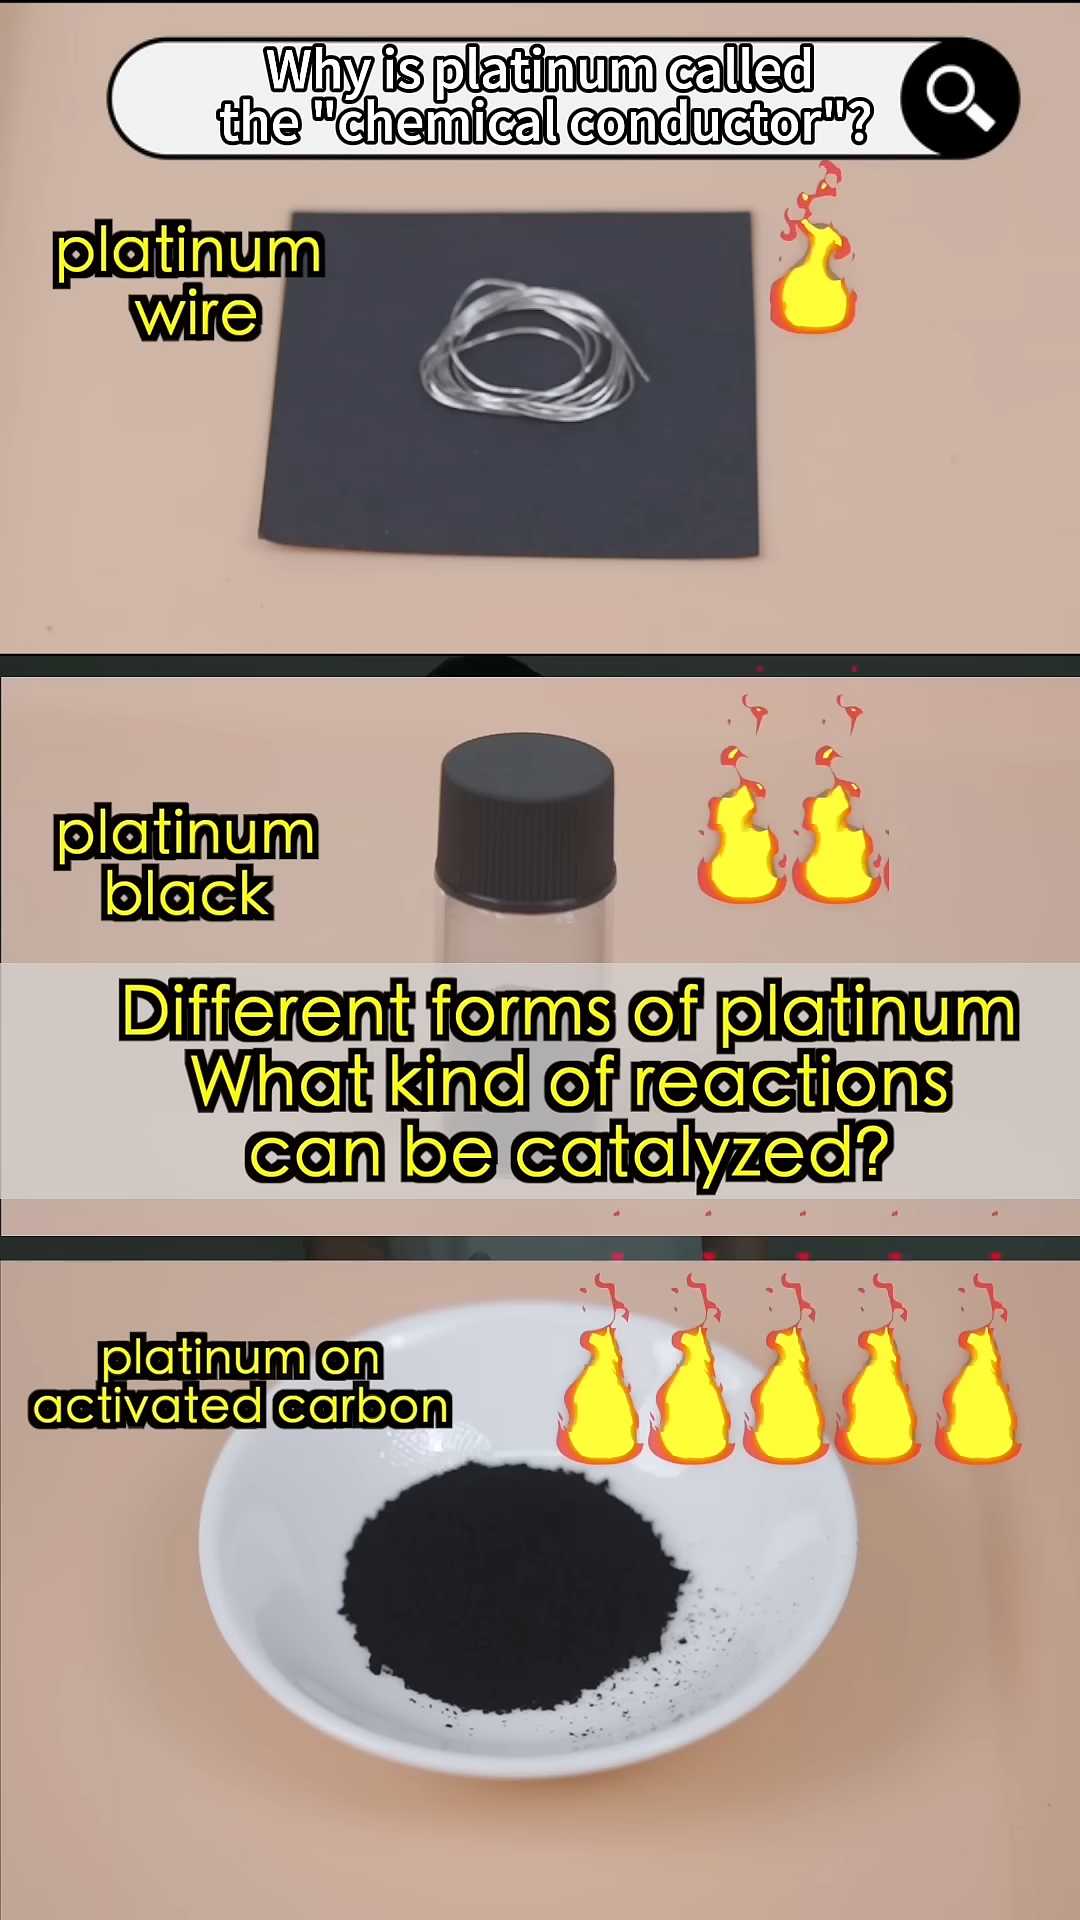 Why is platinum called
the "chemical conductor"?
platinum
wire
platinum
black
Different forms of platinum
What kind of reactions
can be catalyzed?
platinum on
activated carbon